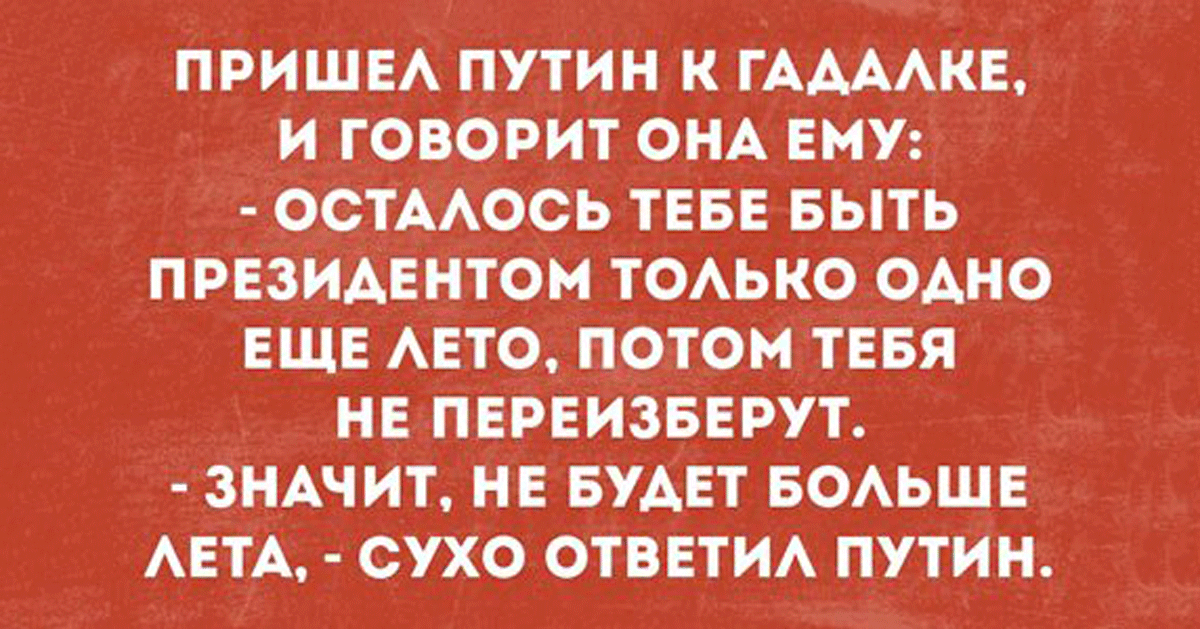 ПРИШЕЛ ПУТИН К ГАДАЛКЕ,
И ГОВОРИТ ОНА ЕМУ:
- ОСТАЛОСЬ ТЕБЕ БЫТЬ
ПРЕЗИДЕНТОМ ТОЛЬКО ОДНО
ЕЩЕ ЛЕТО, ПОТОМ ТЕБЯ
НЕ ПЕРЕИЗБЕРУТ.
- ЗНАЧИТ, НЕ БУДЕТ БОЛЬШЕ
ЛЕТА, - СУХО ОТВЕТИЛ ПУТИН.